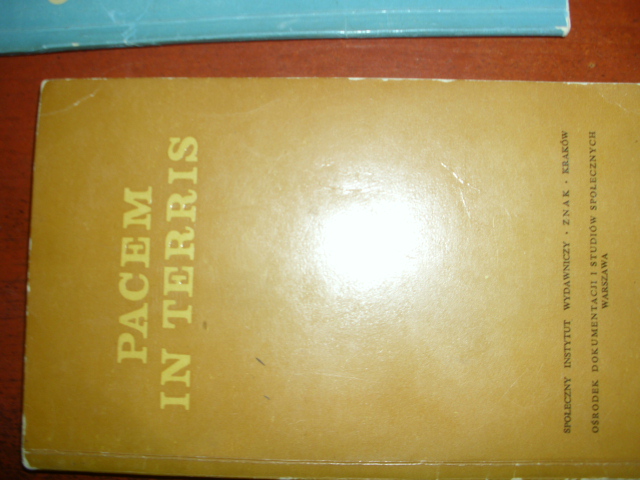 PACEM
IN TERRIS
SPOŁECZNY INSTYTUT WYDAWNICZY · ZNAK · KRAKÓW
OŚRODEK DOKUMENTACJI I STUDIÓW SPOŁECZNYCH
WARSZAWA